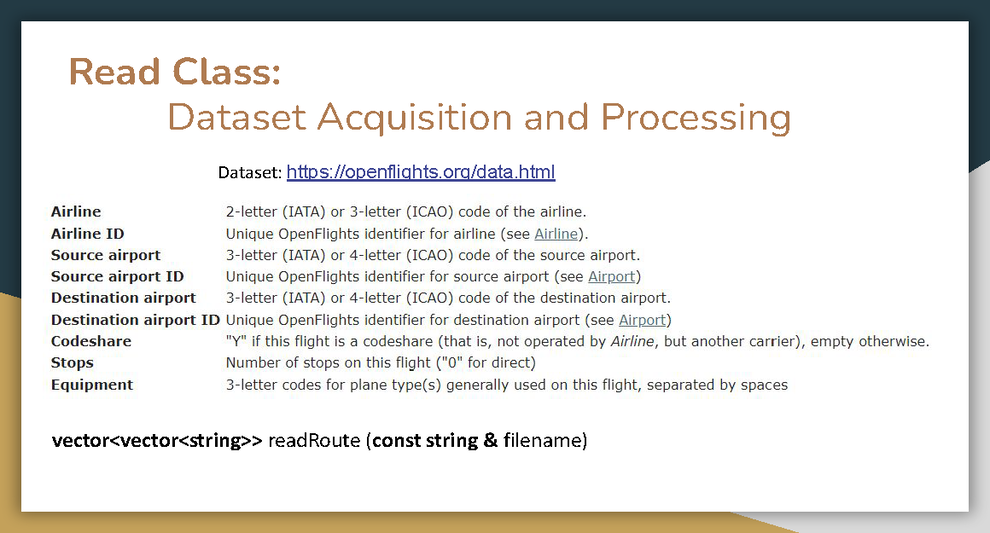 Read Class:
Dataset Acquisition and Processing
Dataset: https://openflights.org/data.html
Airline 2-letter (IATA) or 3-letter (ICAO) code of the airline.
Airline ID Unique OpenFlights identifier for airline (see Airline).
Source airport 3-letter (IATA) or 4-letter (ICAO) code of the source airport.
Source airport ID Unique OpenFlights identifier for source airport (see Airport)
Destination airport 3-letter (IATA) or 4-letter (ICAO) code of the destination airport.
Destination airport ID Unique OpenFlights identifier for destination airport (see Airport)
Codeshare "Y" if this flight is a codeshare (that is, not operated by Airline, but another carrier), empty otherwise.
Stops Number of stops on this flight ("0" for direct)
Equipment 3-letter codes for plane type(s) generally used on this flight, separated by spaces
vector<vector<string>> readRoute (const string & filename)